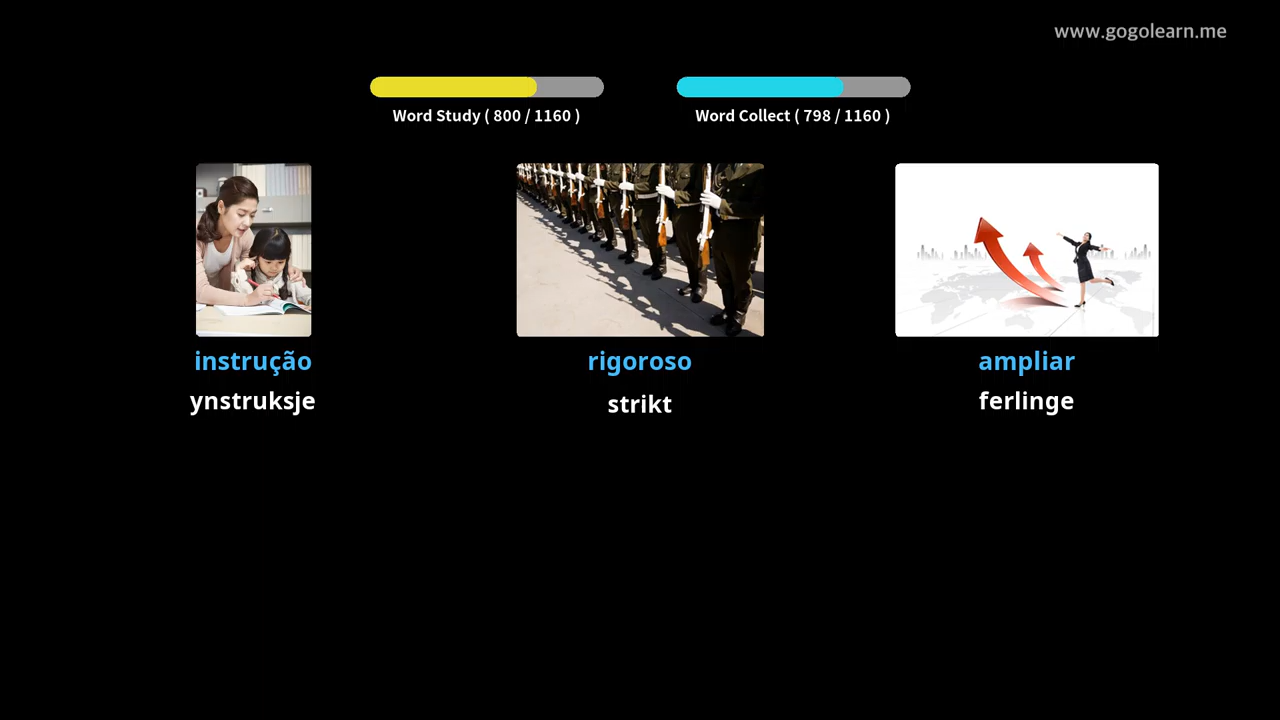 www.gogolearn.me
Word Study ( 800 / 1160 )
Word Collect ( 798 / 1160 )
instrução
ynstruksje
rigoroso
strikt
ampliar
ferlinge